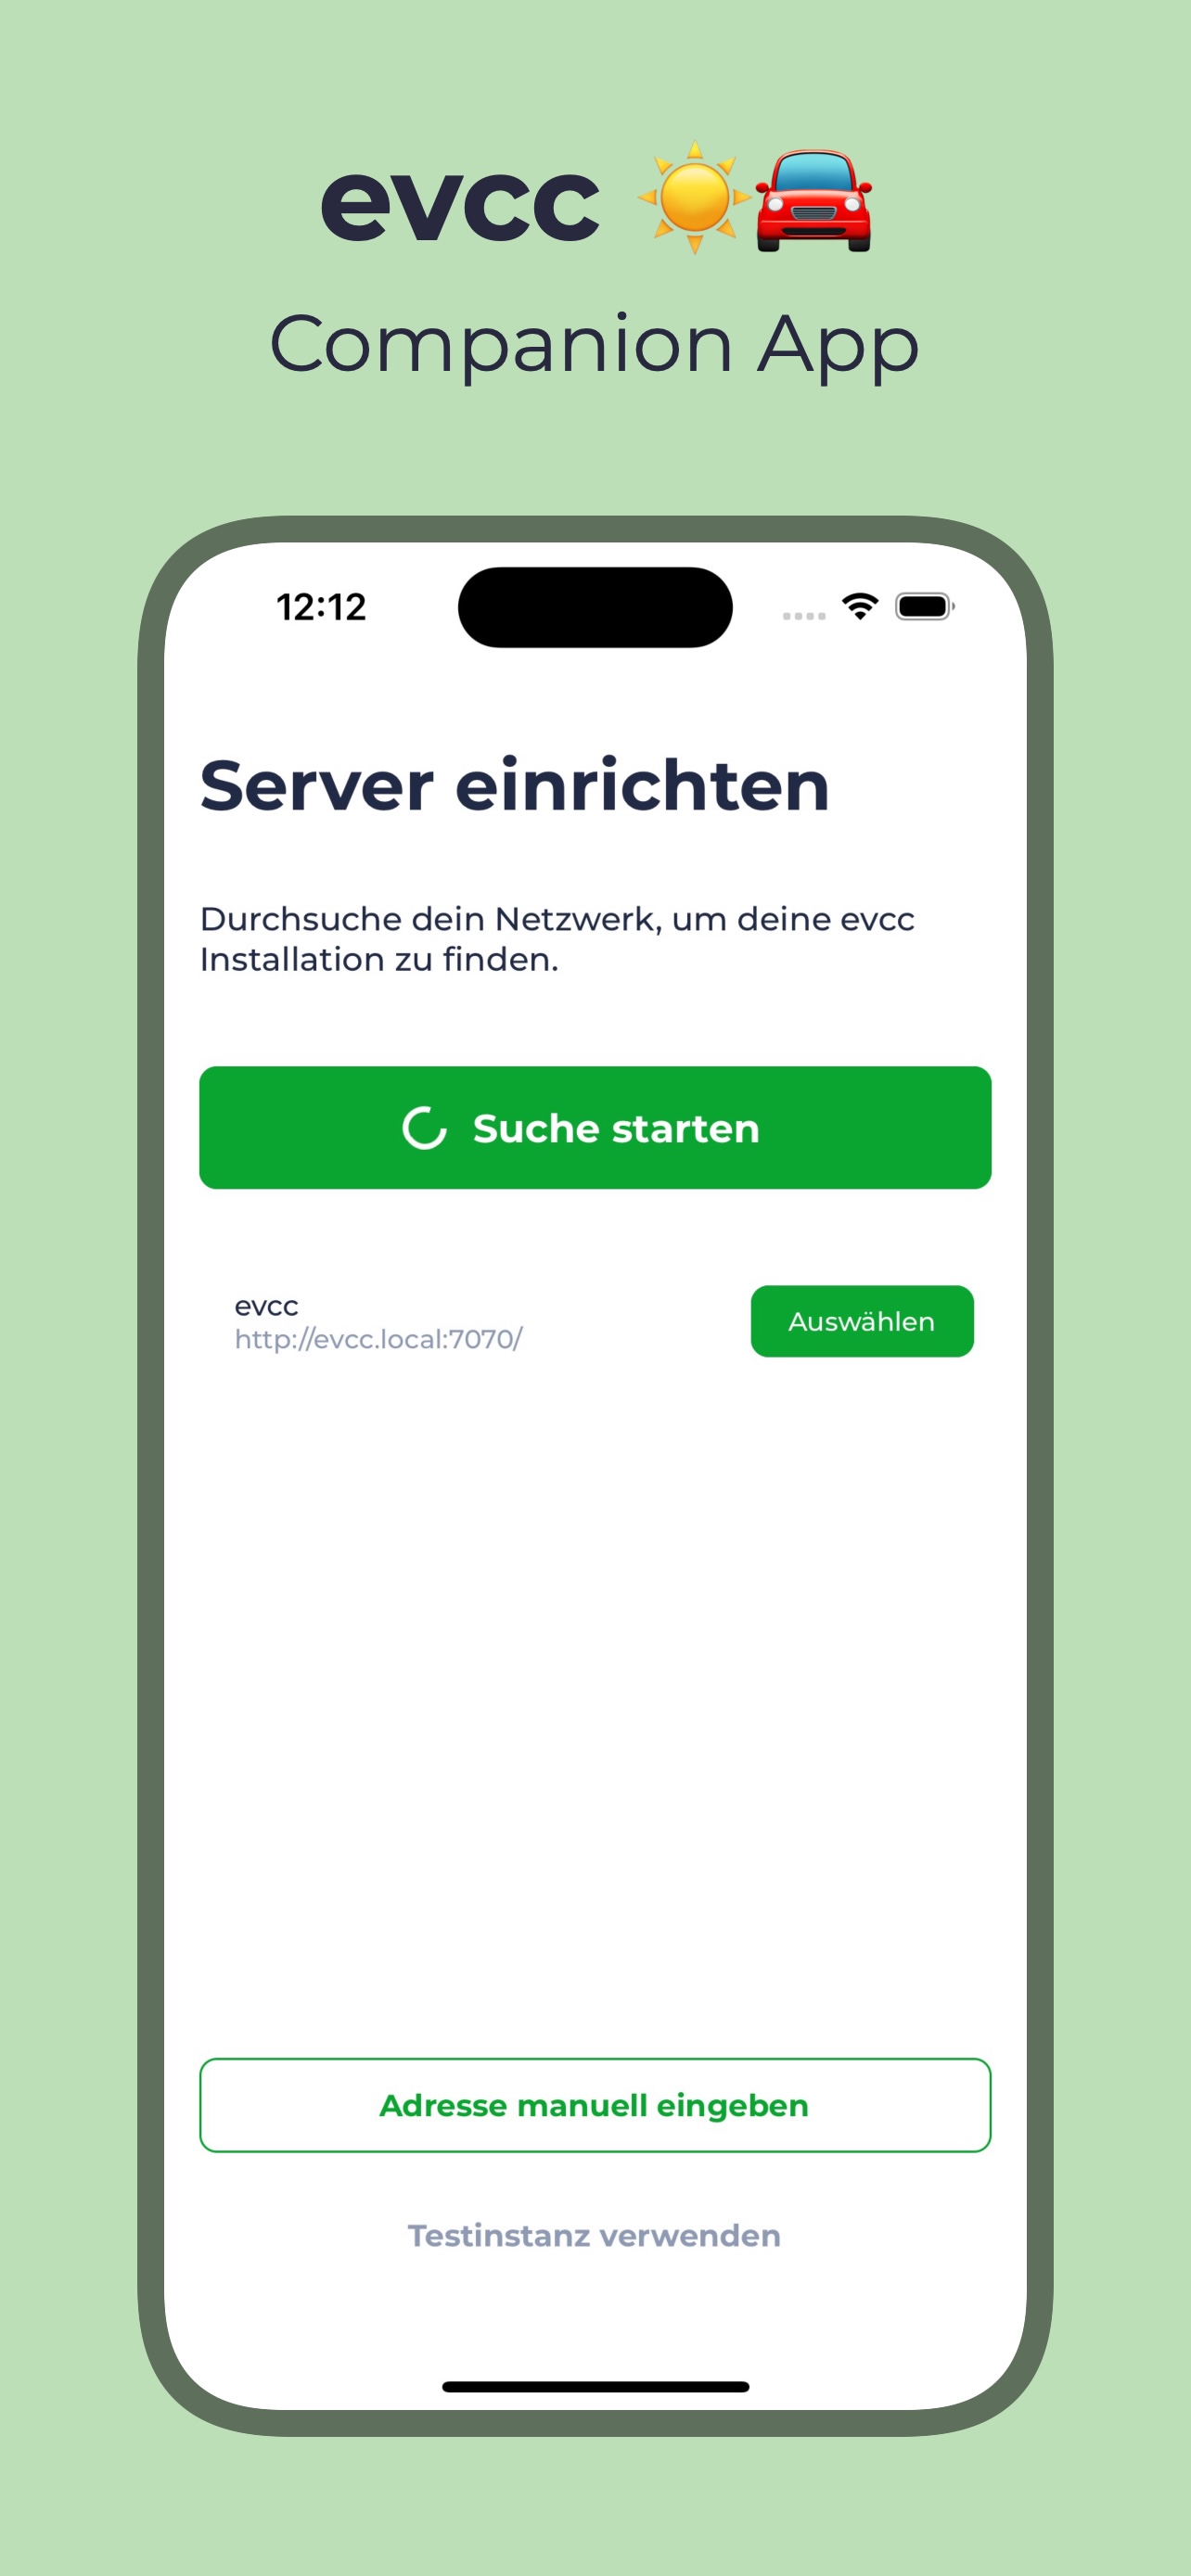 evcc ☀️🚘
Companion App
12:12
Server einrichten
Durchsuche dein Netzwerk, um deine evcc
Installation zu finden.
Suche starten
evcc
http://evcc.local:7070/
Auswählen
Adresse manuell eingeben
Testinstanz verwenden